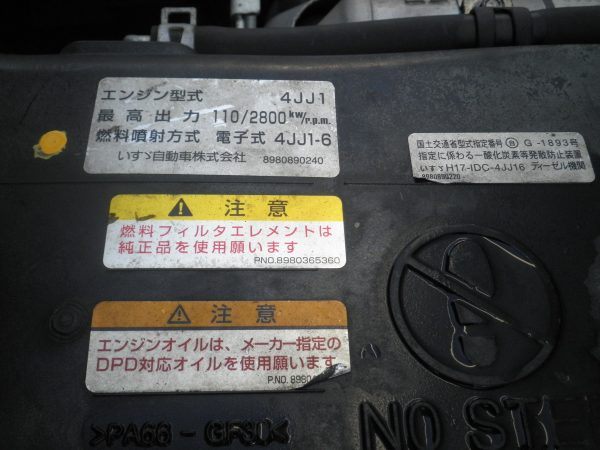 エンジン型式 4JJ1
最高出力 110/2800kw/r.p.m.
燃料噴射方式 電子式 4JJ1-6
いすゞ自動車株式会社 8980890240
国土交通省型式指定番号 Ⓑ G -1893号
指定に係わる一酸化炭素等発散防止装置
いすゞH17-IDC-4JJ16 ディーゼル機関
8980890220
注意
燃料フィルタエレメントは
純正品を使用願います
PNO.8980365360
注意
エンジンオイルは、メーカー指定の
DPD対応オイルを使用願います
P.NO.
>PA66-GF30<
NO